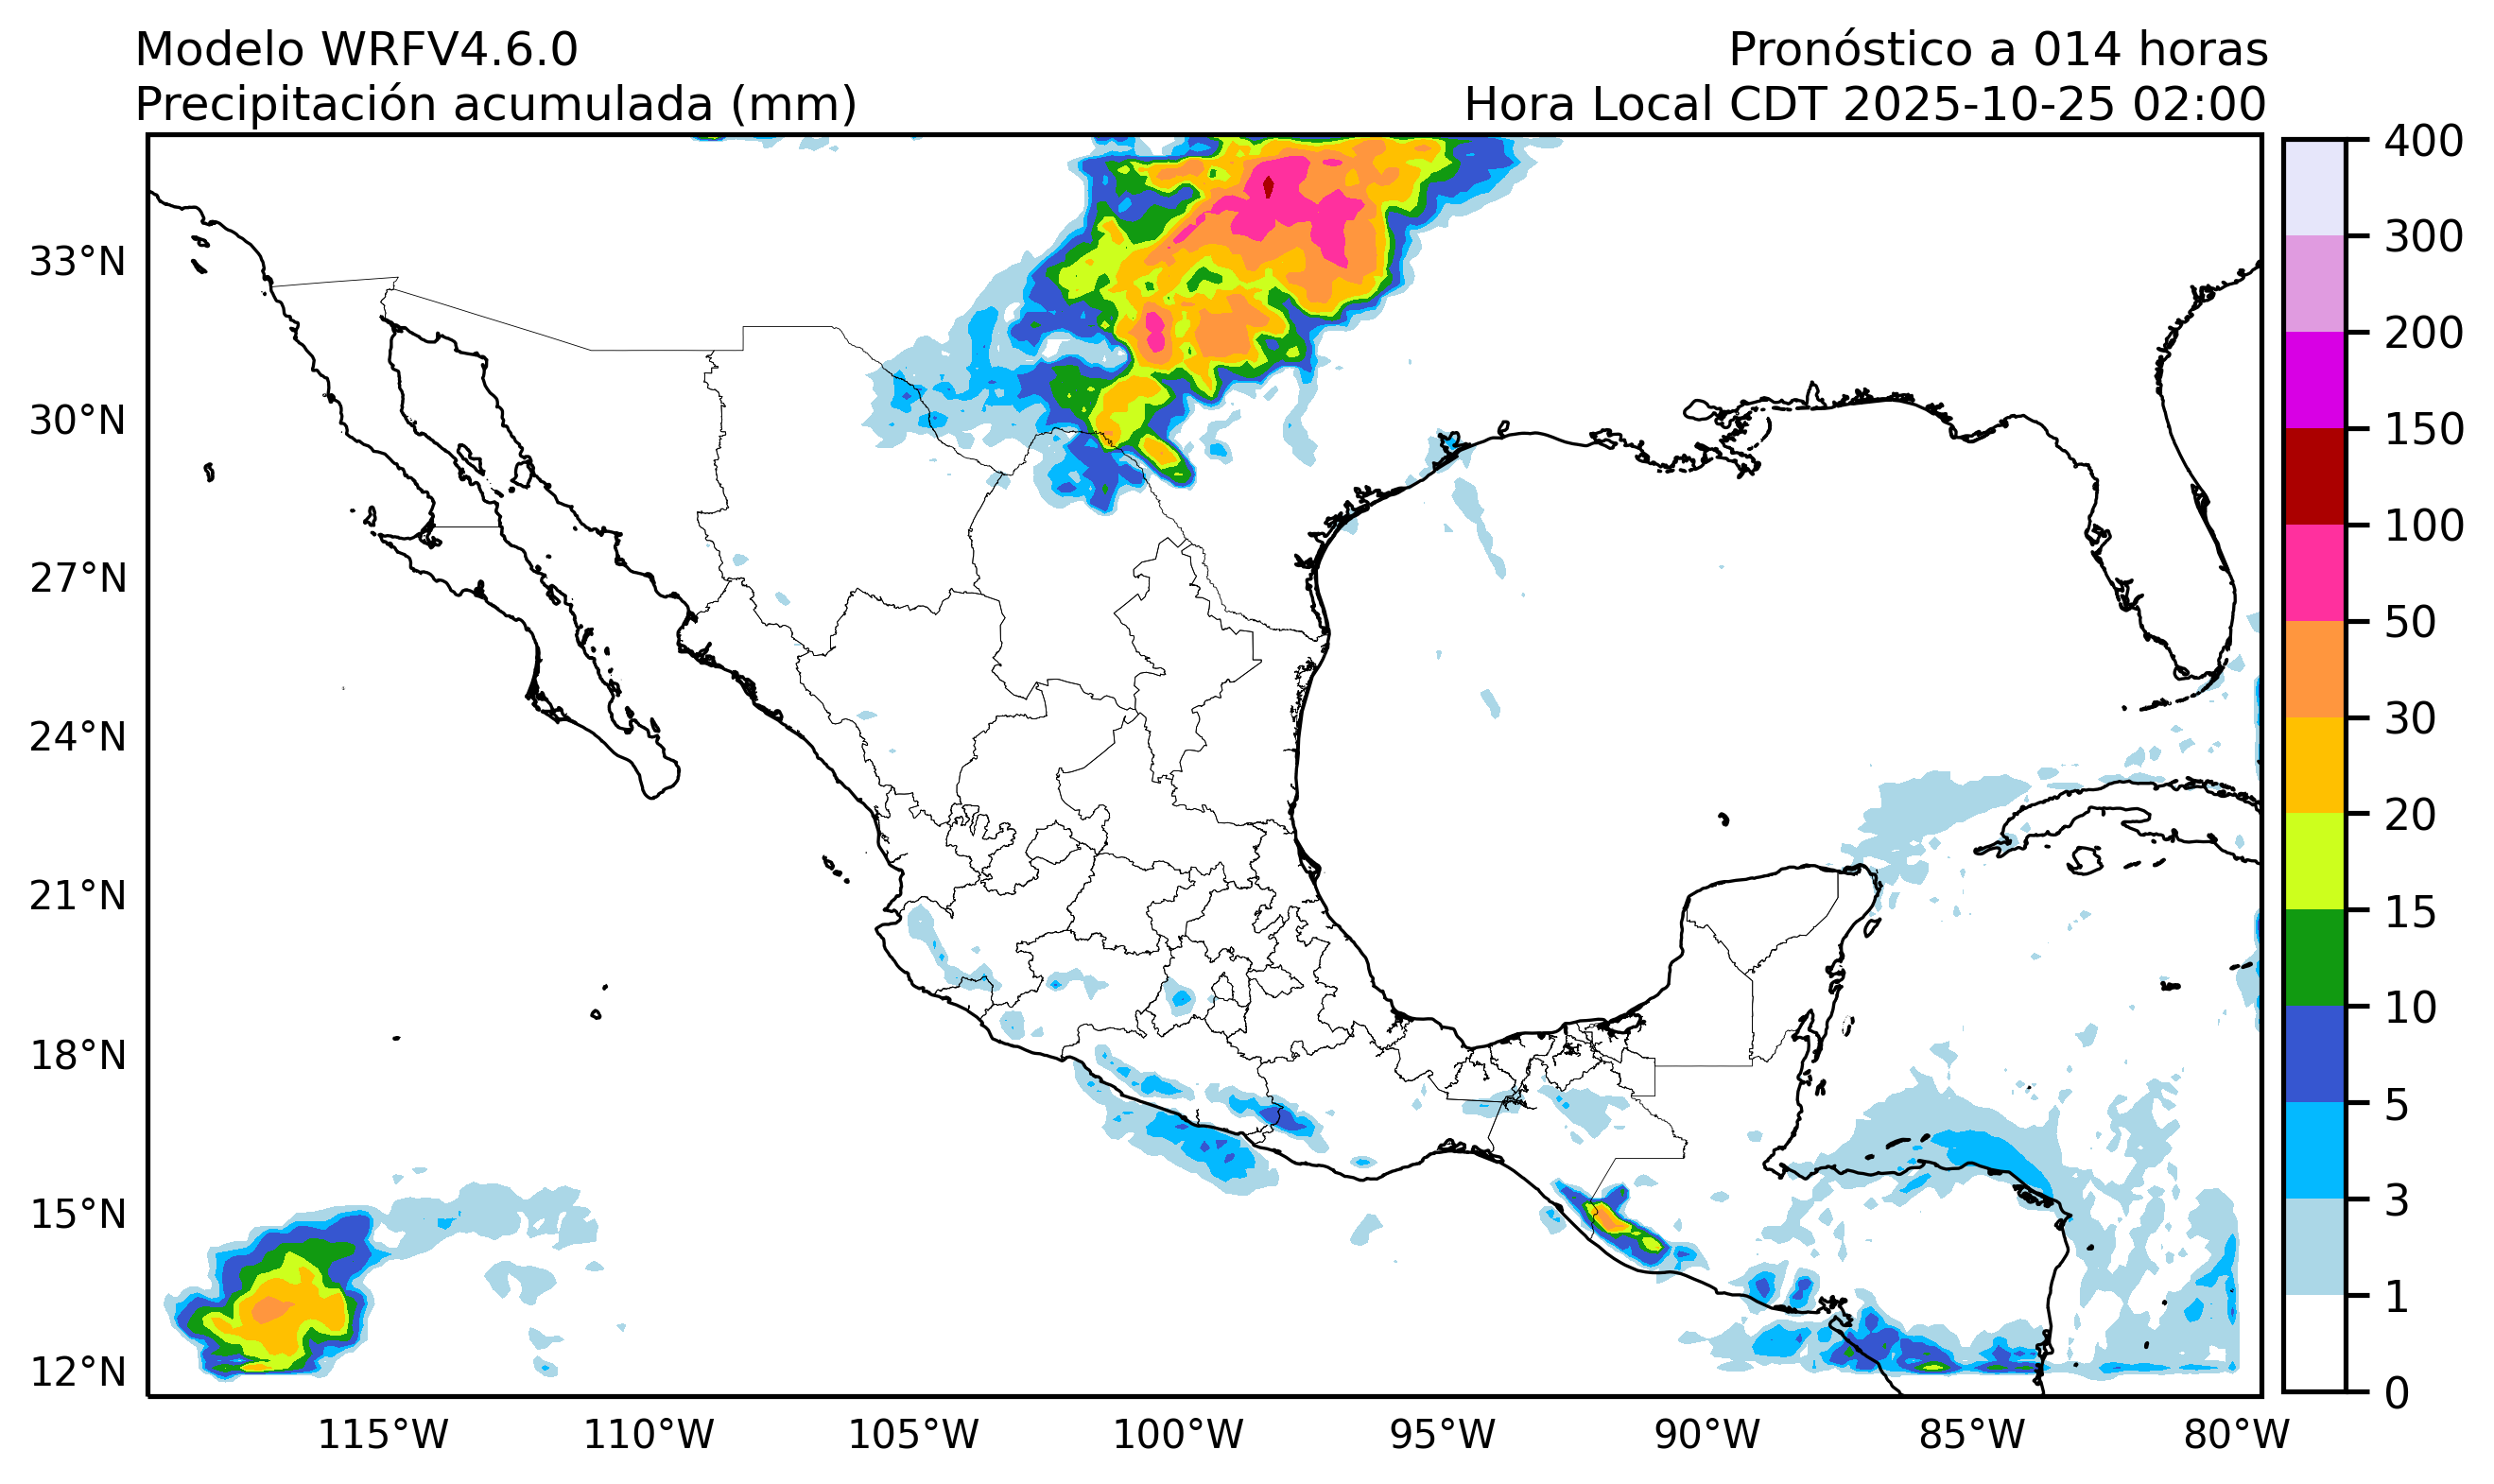 Modelo WRFV4.6.0
Pronóstico a 014 horas
Precipitación acumulada (mm)
Hora Local CDT 2025-10-25 02:00
33°N
30°N
27°N
24°N
21°N
18°N
15°N
12°N
115°W
110°W
105°W
100°W
95°W
90°W
85°W
80°W
400
300
200
150
100
50
30
20
15
10
5
3
1
0